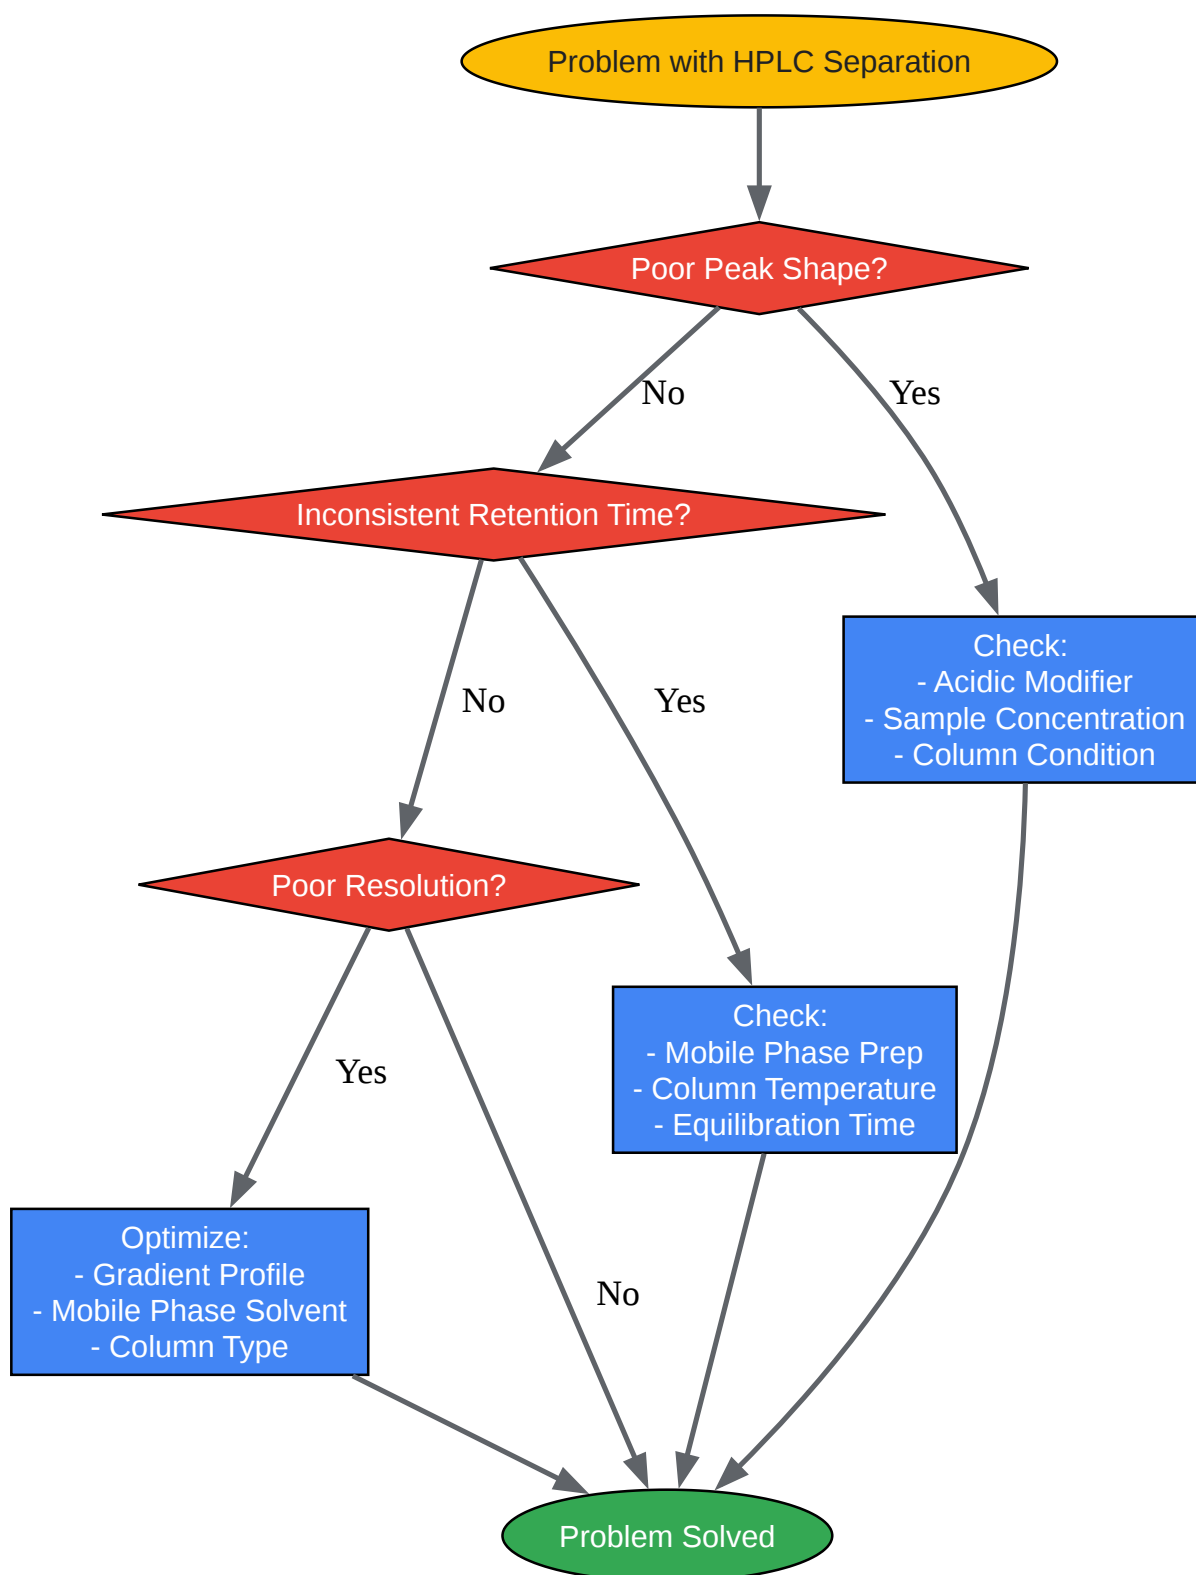 Problem with HPLC Separation
Poor Peak Shape?
No
Yes
Inconsistent Retention Time?
Check:
- Acidic Modifier
- Sample Concentration
- Column Condition
No
Yes
Poor Resolution?
Check:
- Mobile Phase Prep
- Column Temperature
- Equilibration Time
Yes
Optimize:
- Gradient Profile
- Mobile Phase Solvent
- Column Type
No
Problem Solved